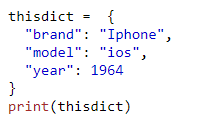 thisdict =  {
  "brand": "Iphone",
  "model": "ios",
  "year": 1964
}
print(thisdict)